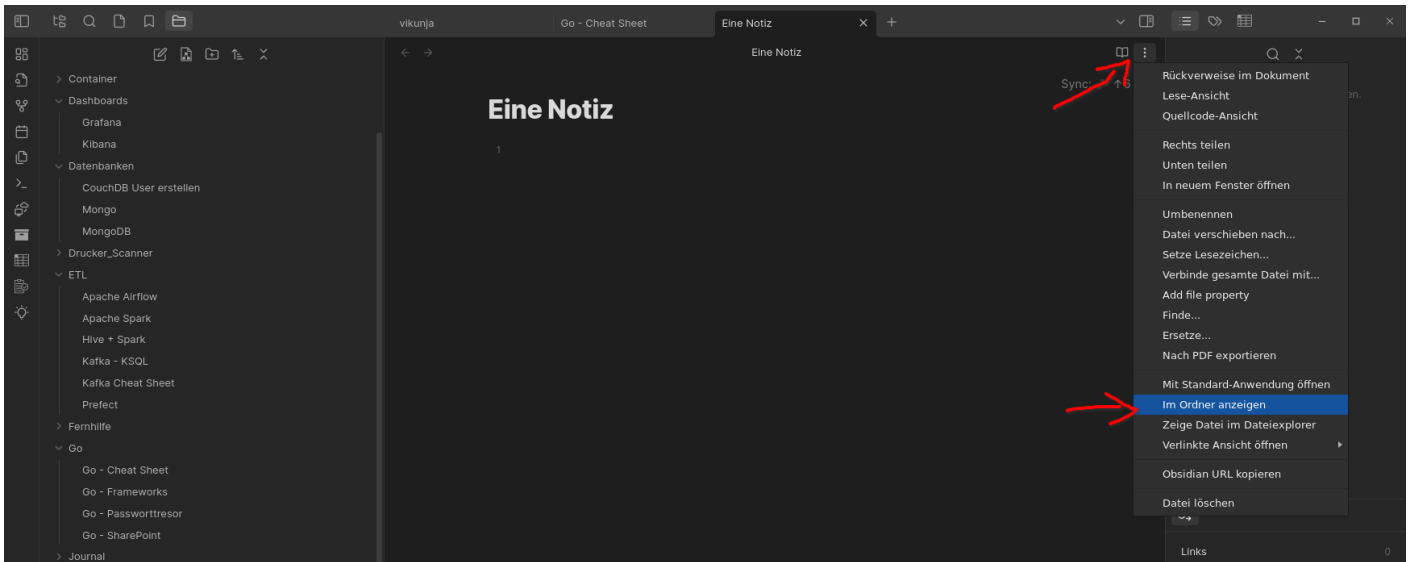 vikunja
Go - Cheat Sheet
Eine Notiz
Eine Notiz
Container
Dashboards
Grafana
Kibana
Datenbanken
CouchDB User erstellen
Mongo
MongoDB
Drucker_Scanner
ETL
Apache Airflow
Apache Spark
Hive + Spark
Kafka - KSQL
Kafka Cheat Sheet
Prefect
Fernhilfe
Go
Go - Cheat Sheet
Go - Frameworks
Go - Passworttresor
Go - SharePoint
Journal
Sync:
Eine Notiz
1
Rückverweise im Dokument
Lese-Ansicht
Quellcode-Ansicht
Rechts teilen
Unten teilen
In neuem Fenster öffnen
Umbenennen
Datei verschieben nach...
Setze Lesezeichen...
Verbinde gesamte Datei mit...
Add file property
Finde...
Ersetze...
Nach PDF exportieren
Mit Standard-Anwendung öffnen
Im Ordner anzeigen
Zeige Datei im Dateiexplorer
Verlinkte Ansicht öffnen
Obsidian URL kopieren
Datei löschen
en.
Links
0